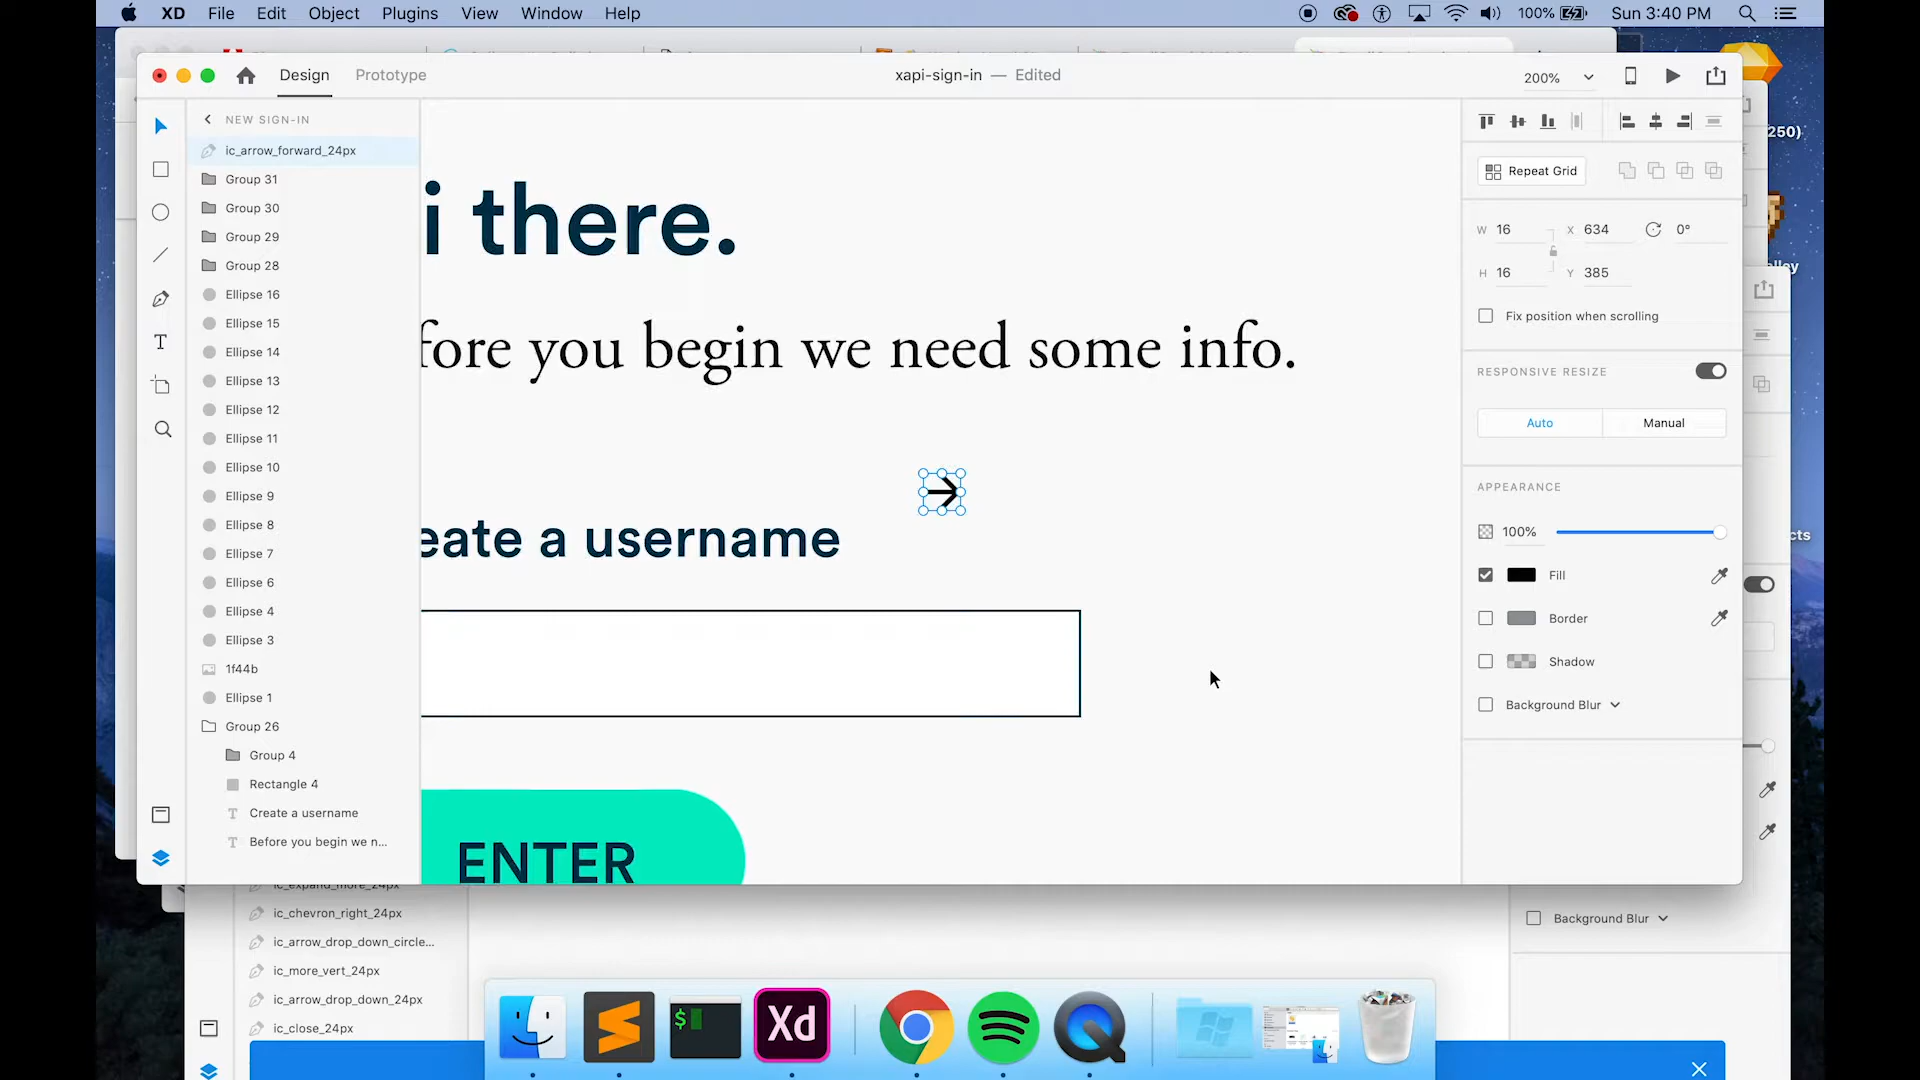 XD File Edit Object Plugins View Window Help 100% Sun 3:40 PM
Design Prototype xapi-sign-in — Edited 200%
NEW SIGN-IN
ic_arrow_forward_24px
Group 31
Group 30
Group 29
Group 28
Ellipse 16
Ellipse 15
Ellipse 14
Ellipse 13
Ellipse 12
Ellipse 11
Ellipse 10
Ellipse 9
Ellipse 8
Ellipse 7
Ellipse 6
Ellipse 4
Ellipse 3
1f44b
Ellipse 1
Group 26
Group 4
Rectangle 4
Create a username
Before you begin we n...
i there.
fore you begin we need some info.
eate a username
ENTER
Repeat Grid
W 16 X 634 0°
H 16 Y 385
Fix position when scrolling
RESPONSIVE RESIZE
Auto Manual
APPEARANCE
100%
Fill
Border
Shadow
Background Blur
250)
lley
cts
ic_expand_more_24px
ic_chevron_right_24px
ic_arrow_drop_down_circle...
ic_more_vert_24px
ic_arrow_drop_down_24px
ic_close_24px
Background Blur
$
Xd